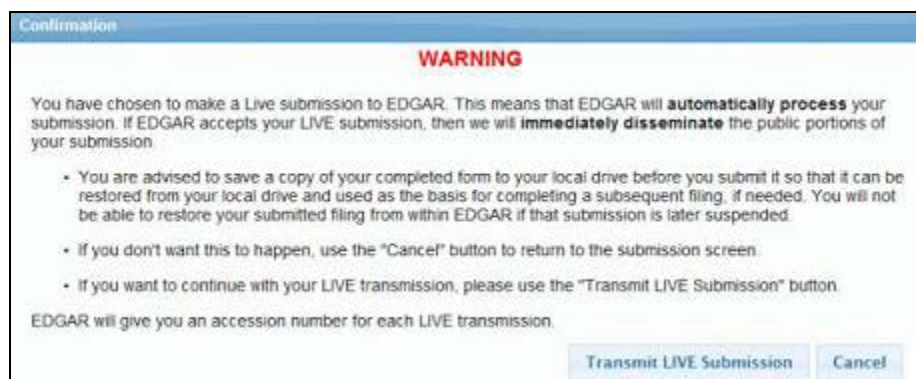 Confirmation
WARNING
You have chosen to make a Live submission to EDGAR. This means that EDGAR will automatically process your
submission. If EDGAR accepts your LIVE submission, then we will immediately disseminate the public portions of
your submission.
• You are advised to save a copy of your completed form to your local drive before you submit it so that it can be
restored from your local drive and used as the basis for completing a subsequent filing, if needed. You will not
be able to restore your submitted filing from within EDGAR if that submission is later suspended.
• If you don't want this to happen, use the "Cancel" button to return to the submission screen.
• If you want to continue with your LIVE transmission, please use the "Transmit LIVE Submission" button.
EDGAR will give you an accession number for each LIVE transmission.
Transmit LIVE Submission Cancel